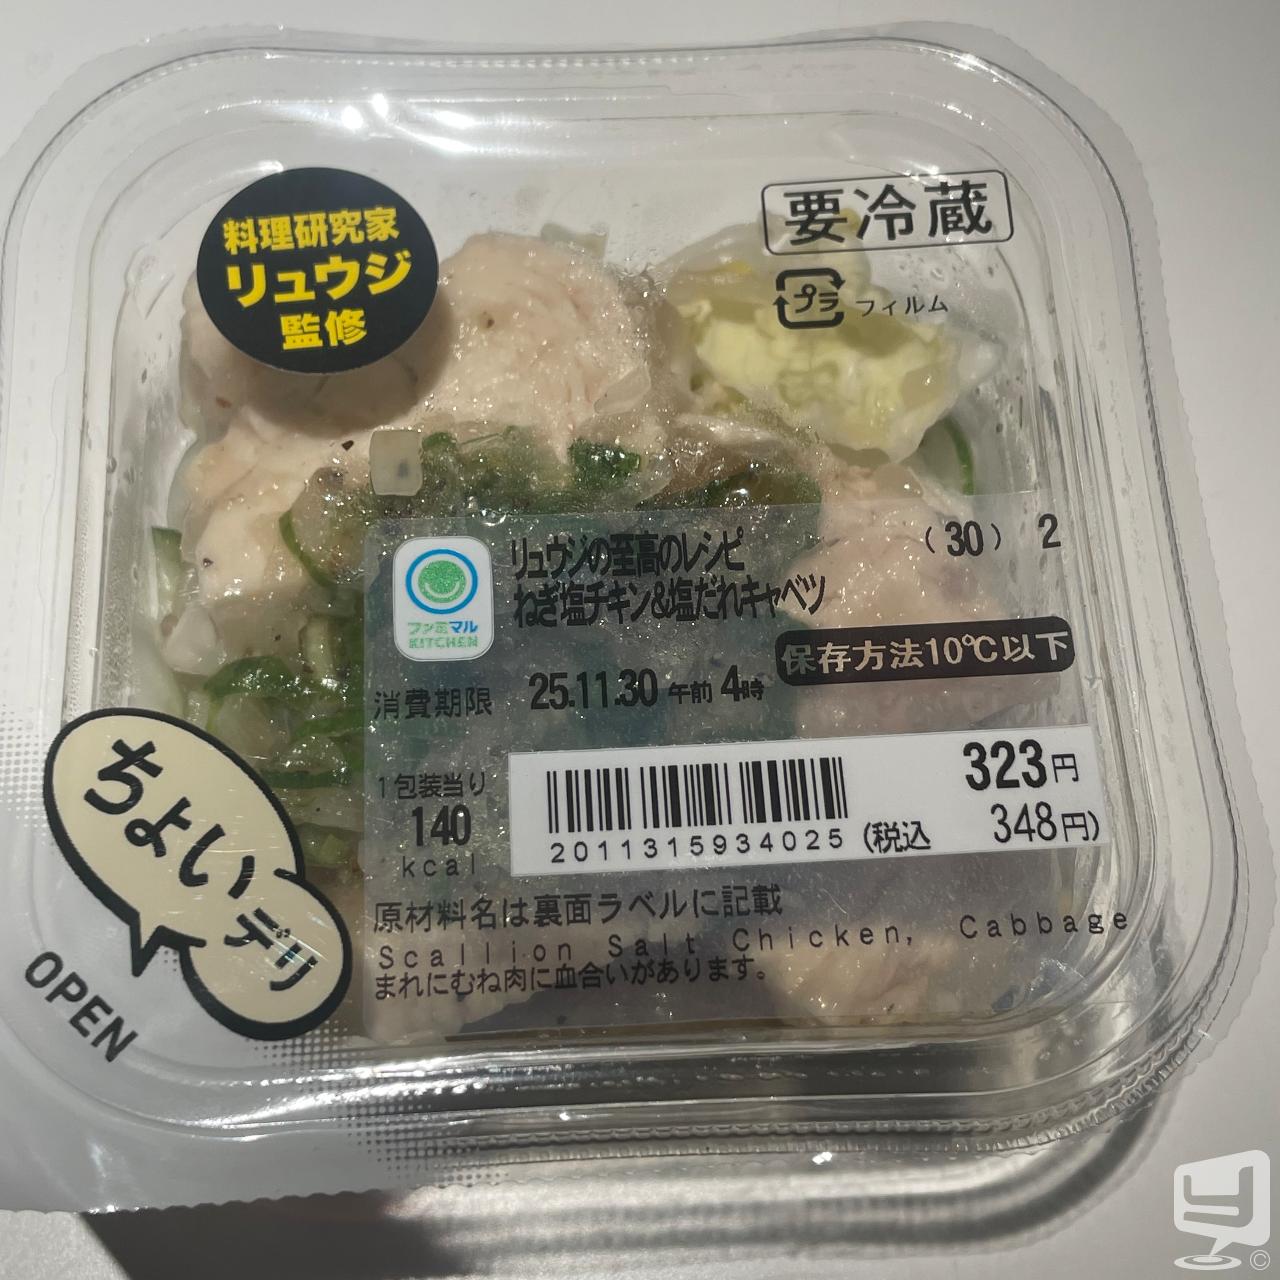 料理研究家
リュウジ
監修
要冷蔵
プラ フィルム
(30) 2
リュウジの至高のレシピ
ねぎ塩チキン&塩だれキャベツ
ファミマル
KITCHEN
保存方法10℃以下
消費期限 25.11.30 午前 4時
1包装当り
140
kcal
323円
(税込 348円)
2011315934025
原材料名は裏面ラベルに記載
Scallion Salt Chicken, Cabbage
まれにむね肉に血合いがあります。
ちょい
デリ
OPEN
©